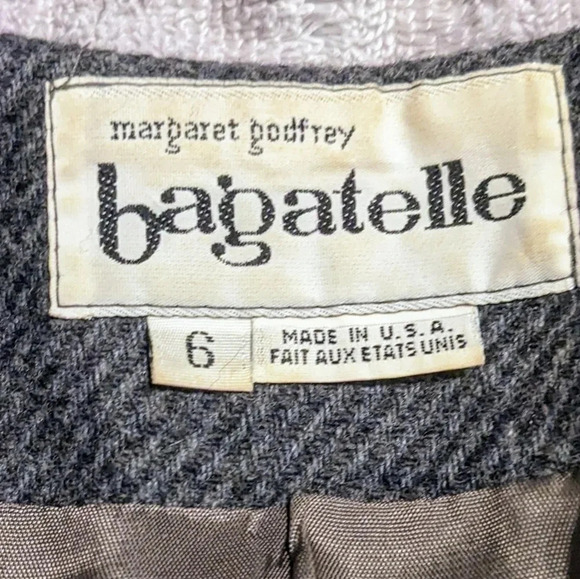 margaret godfrey
bagatelle
6
MADE IN U.S.A.
FAIT AUX ETATS UNIS